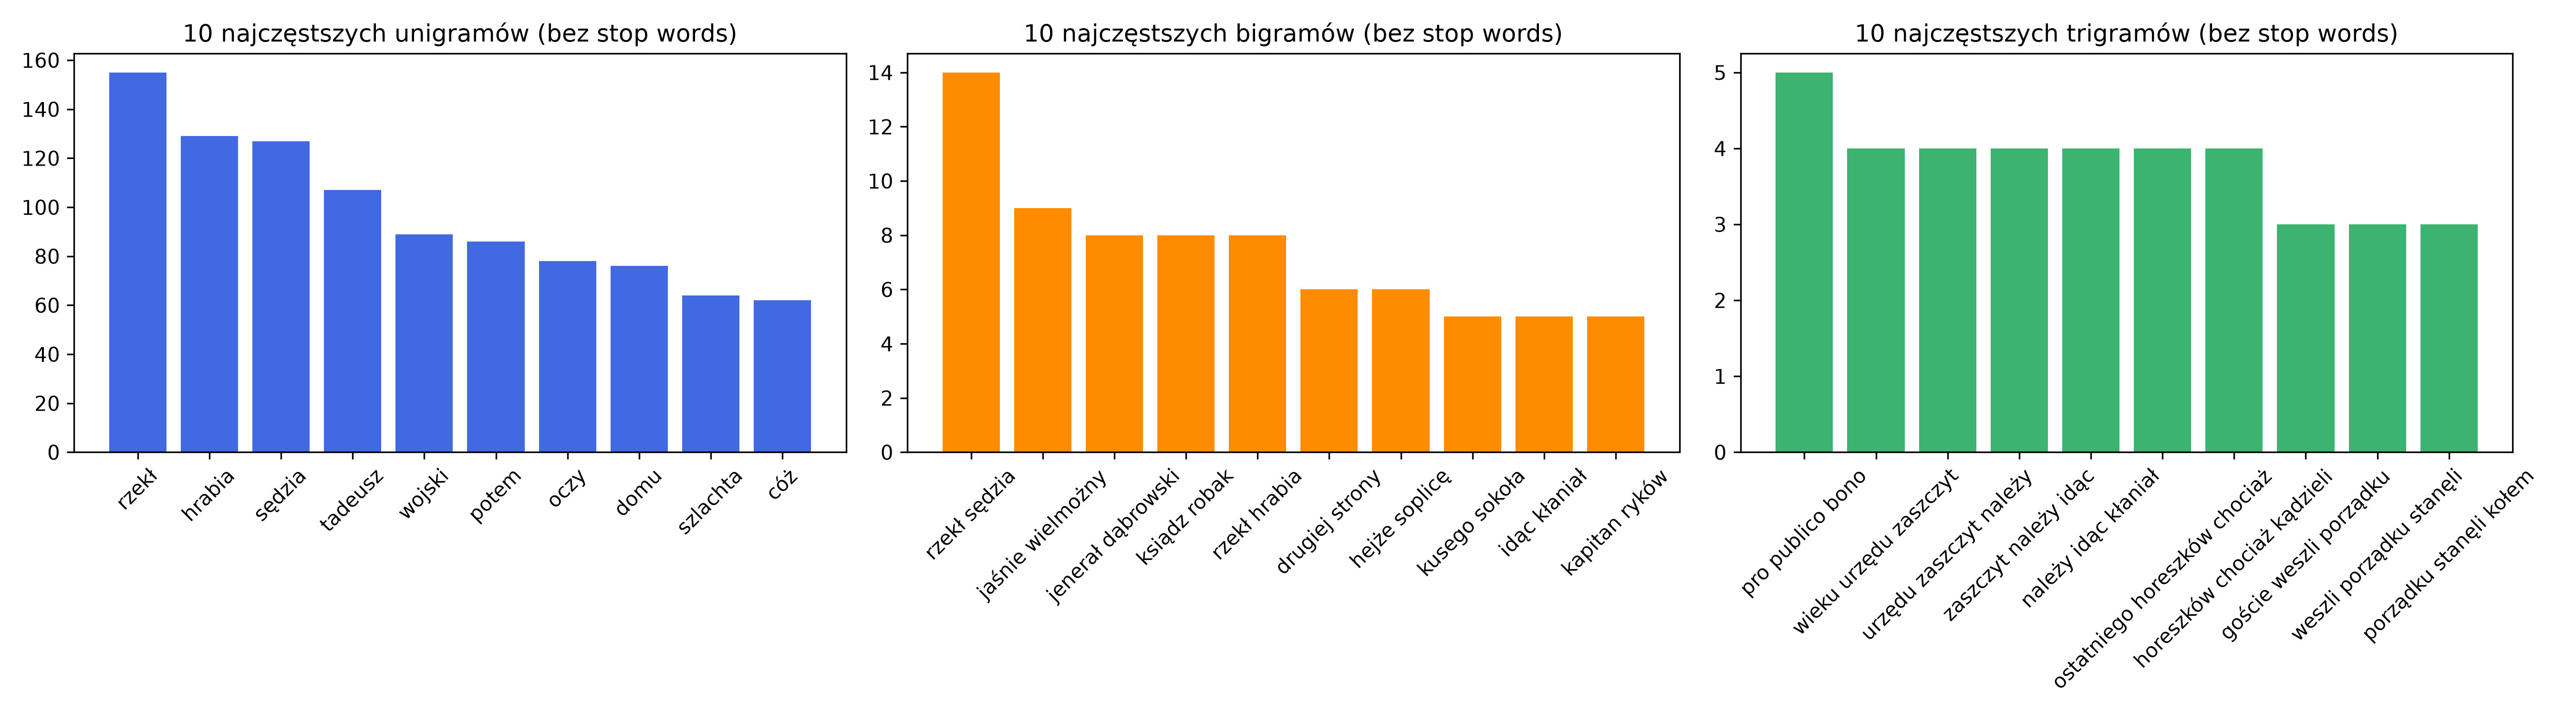 10 najczęstszych unigramów (bez stop words)
160
140
120
100
80
60
40
20
0
rzekł
hrabia
sędzia
tadeusz
wojski
potem
oczy
domu
szlachta
cóż
10 najczęstszych bigramów (bez stop words)
14
12
10
8
6
4
2
0
rzekł sędzia
jaśnie wielmożny
jenerał dąbrowski
ksiądz robak
rzekł hrabia
drugiej strony
hejże soplicę
kusego sokoła
idąc kłaniał
kapitan ryków
10 najczęstszych trigramów (bez stop words)
5
4
3
2
1
0
pro publico bono
wieku urzędu zaszczyt
urzędu zaszczyt należy
zaszczyt należy idąc
należy idąc kłaniał
ostatniego horeszków chociaż
horeszków chociaż kądzieli
goście weszli porządku
weszli porządku stanęli
porządku stanęli kołem